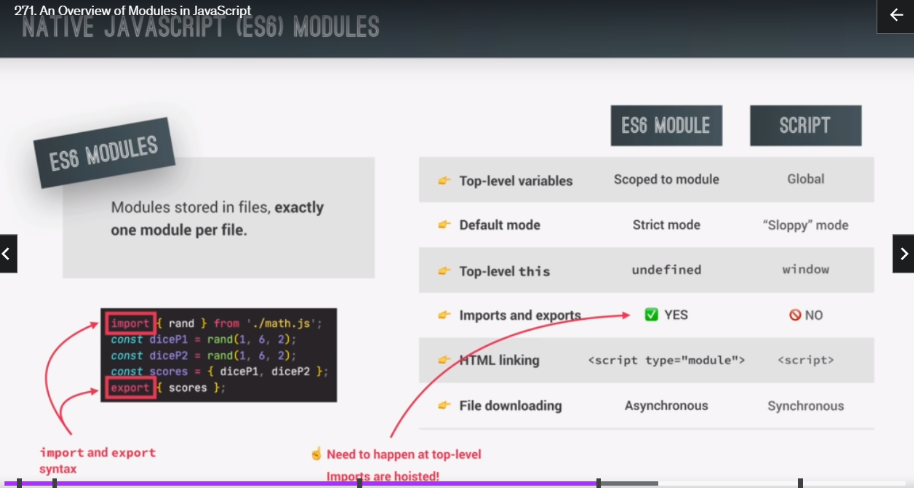 271. An Overview of Modules in JavaScript
NATIVE JAVASCRIPT (ES6) MODULES
ES6 MODULES
Modules stored in files, exactly
one module per file.
import { rand } from './math.js';
const diceP1 = rand(1, 6, 2);
const diceP2 = rand(1, 6, 2);
const scores = { diceP1, diceP2 };
export { scores };
import and export
syntax
ES6 MODULE SCRIPT
Top-level variables Scoped to module Global
Default mode Strict mode “Sloppy” mode
Top-level this undefined window
Imports and exports YES NO
HTML linking <script type="module"> <script>
File downloading Asynchronous Synchronous
Need to happen at top-level
Imports are hoisted!